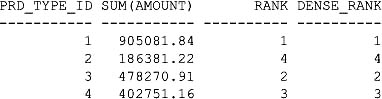 PRD_TYPE_ID SUM(AMOUNT) RANK DENSE_RANK
----------- ----------- ---------- ----------
1 905081.84 1 1
2 186381.22 4 4
3 478270.91 2 2
4 402751.16 3 3